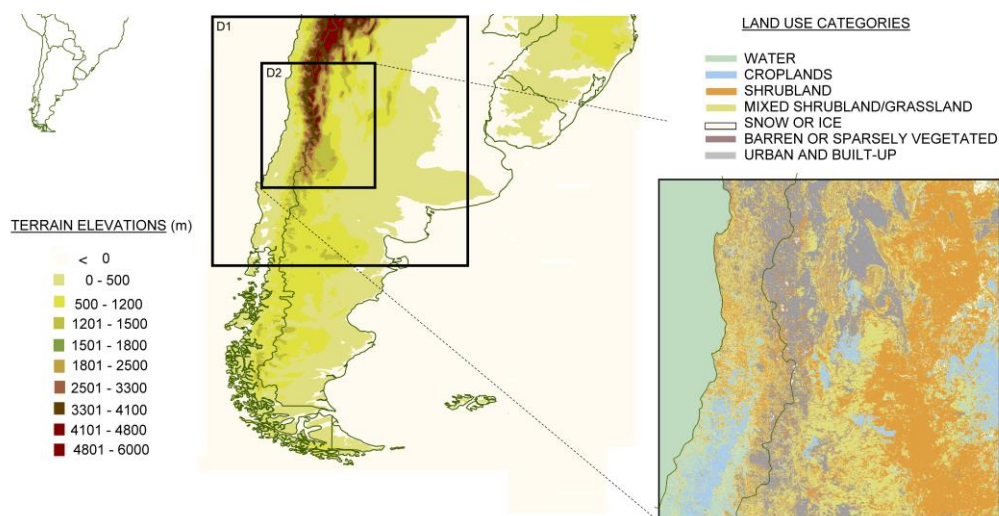 D1
D2
LAND USE CATEGORIES
WATER
CROPLANDS
SHRUBLAND
MIXED SHRUBLAND/GRASSLAND
SNOW OR ICE
BARREN OR SPARSELY VEGETATED
URBAN AND BUILT-UP
TERRAIN ELEVATIONS (m)
< 0
0 - 500
500 - 1200
1201 - 1500
1501 - 1800
1801 - 2500
2501 - 3300
3301 - 4100
4101 - 4800
4801 - 6000